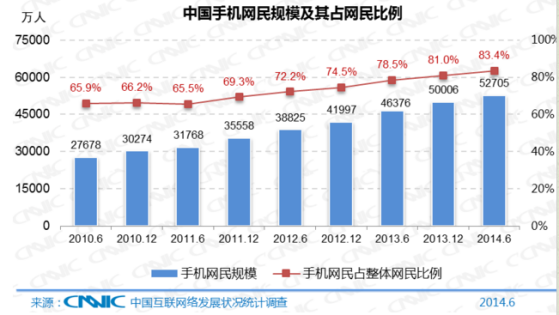 中国手机网民规模及其占网民比例
万人
75000
60000
45000
30000
15000
0
100%
80%
60%
40%
20%
0%
65.9% 66.2% 65.5% 69.3% 72.2% 74.5% 78.5% 81.0% 83.4%
27678 30274 31768 35558 38825 41997 46376 50006 52705
2010.6 2010.12 2011.6 2011.12 2012.6 2012.12 2013.6 2013.12 2014.6
手机网民规模 手机网民占整体网民比例
来源: CNNIC 中国互联网络发展状况统计调查 2014.6